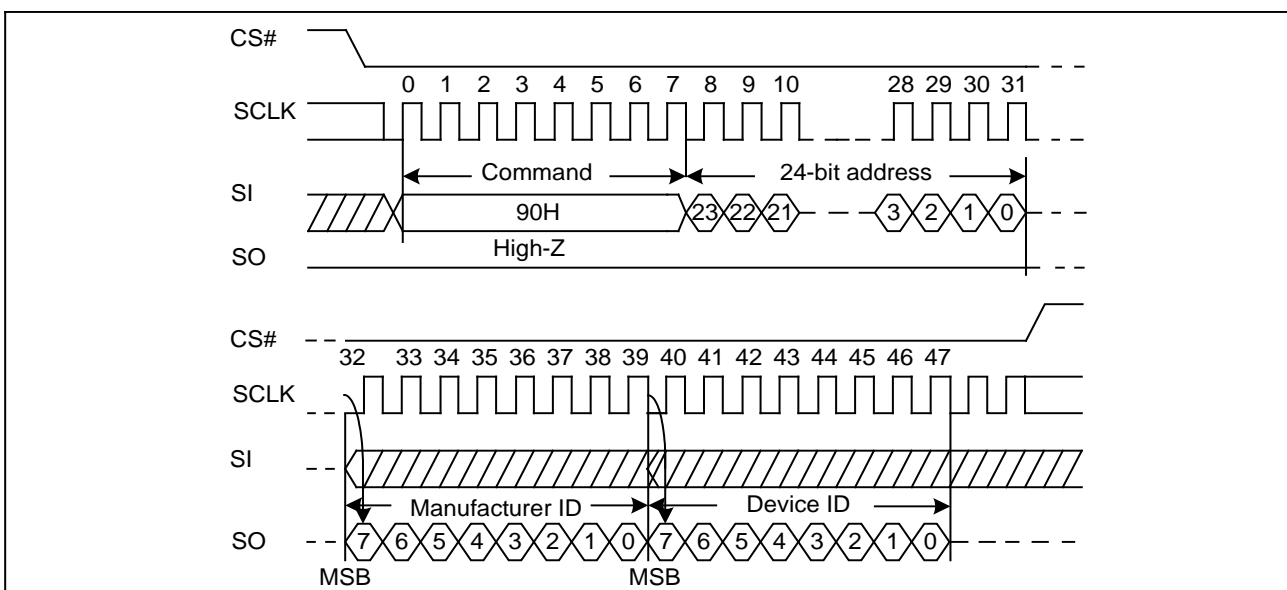 CS#
0 1 2 3 4 5 6 7 8 9 10 28 29 30 31
SCLK
Command 24-bit address
SI
90H 23 22 21 3 2 1 0
High-Z
SO
CS#
32 33 34 35 36 37 38 39 40 41 42 43 44 45 46 47
SCLK
SI
Manufacturer ID Device ID
SO 7 6 5 4 3 2 1 0 7 6 5 4 3 2 1 0
MSB MSB